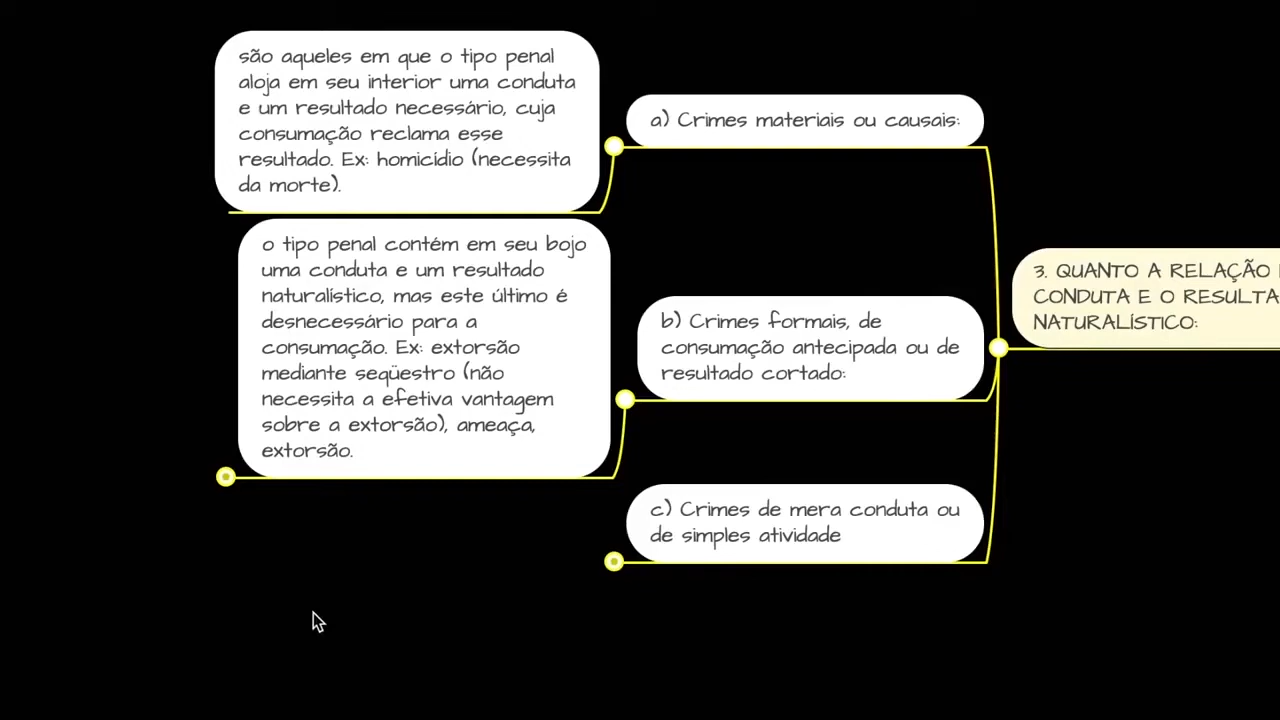 são aqueles em que o tipo penal
aloja em seu interior uma conduta
e um resultado necessário, cuja
consumação reclama esse
resultado. Ex: homicídio (necessita
da morte).
a) Crimes materiais ou causais:
o tipo penal contém em seu bojo
uma conduta e um resultado
naturalístico, mas este último é
desnecessário para a
consumação. Ex: extorsão
mediante seqüestro (não
necessita a efetiva vantagem
sobre a extorsão), ameaça,
extorsão.
b) Crimes formais, de
consumação antecipada ou de
resultado cortado:
c) Crimes de mera conduta ou
de simples atividade
3. QUANTO A RELAÇÃO
CONDUTA E O RESULTA
NATURALÍSTICO: